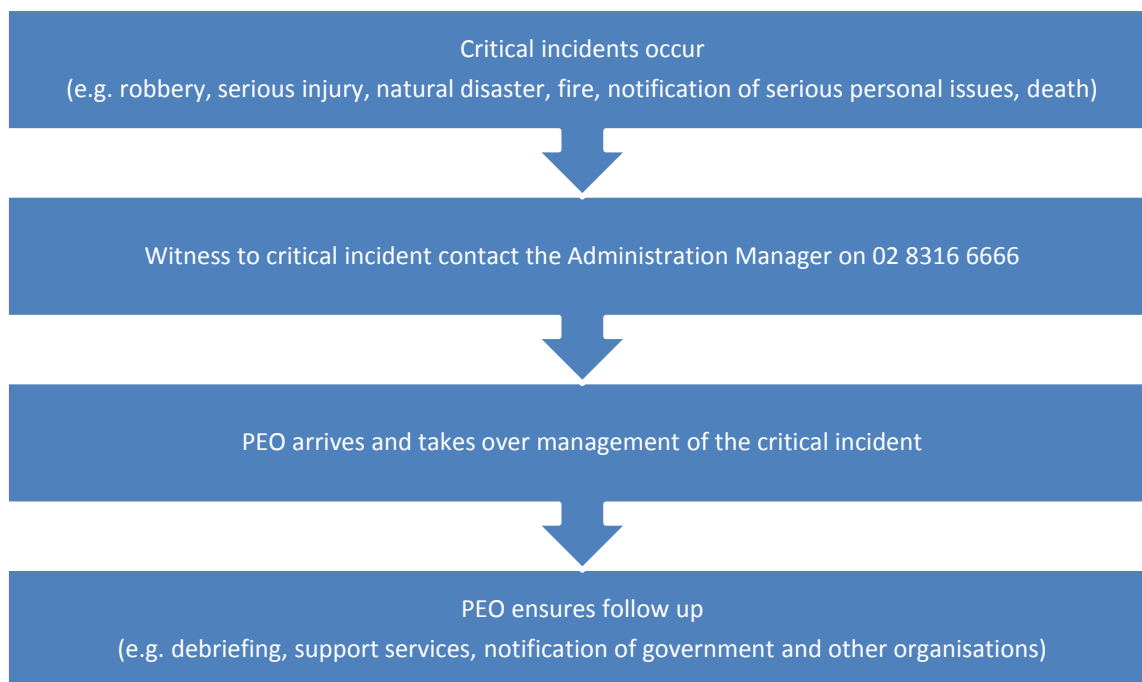 Critical incidents occur
(e.g. robbery, serious injury, natural disaster, fire, notification of serious personal issues, death)
Witness to critical incident contact the Administration Manager on 02 8316 6666
PEO arrives and takes over management of the critical incident
PEO ensures follow up
(e.g. debriefing, support services, notification of government and other organisations)